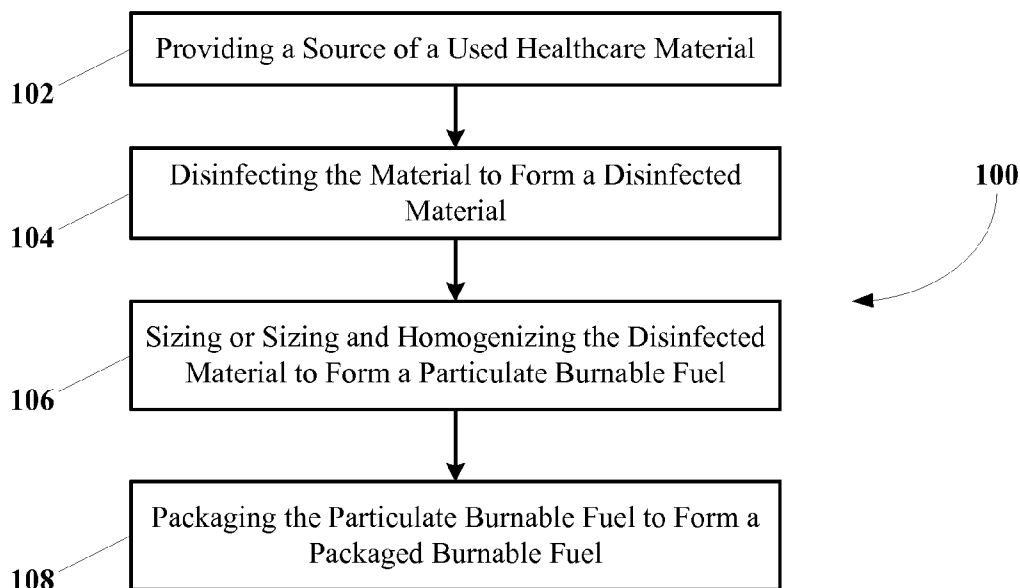 Providing a Source of a Used Healthcare Material
102
Disinfecting the Material to Form a Disinfected
Material
104
100
Sizing or Sizing and Homogenizing the Disinfected
Material to Form a Particulate Burnable Fuel
106
Packaging the Particulate Burnable Fuel to Form a
Packaged Burnable Fuel
108